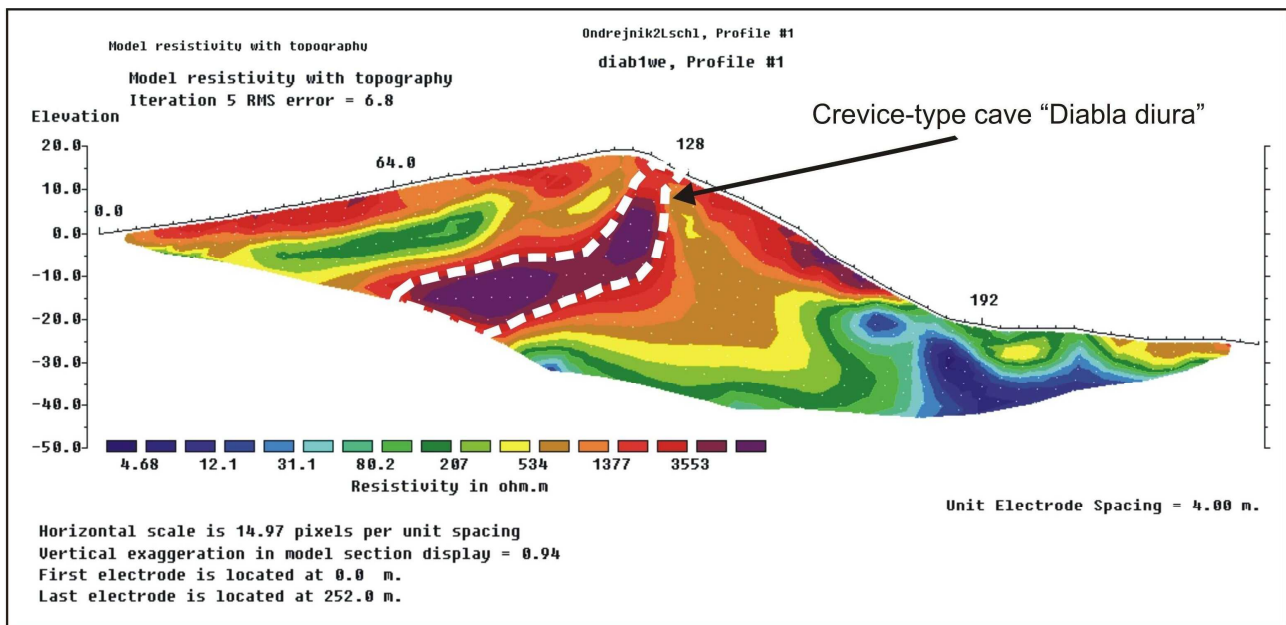 Model resistivity with topography
Ondrejnik2Lschl, Profile #1
diab1we, Profile #1
Model resistivity with topography
Iteration 5 RMS error = 6.8
Elevation
Crevice-type cave “Diabla diura”
20.0
10.0
0.0
-10.0
-20.0
-30.0
-40.0
-50.0
0.0
64.0
128
192
4.68 12.1 31.1 80.2 207 534 1377 3553
Resistivity in ohm.m
Unit Electrode Spacing = 4.00 m.
Horizontal scale is 14.97 pixels per unit spacing
Vertical exaggeration in model section display = 0.94
First electrode is located at 0.0 m.
Last electrode is located at 252.0 m.